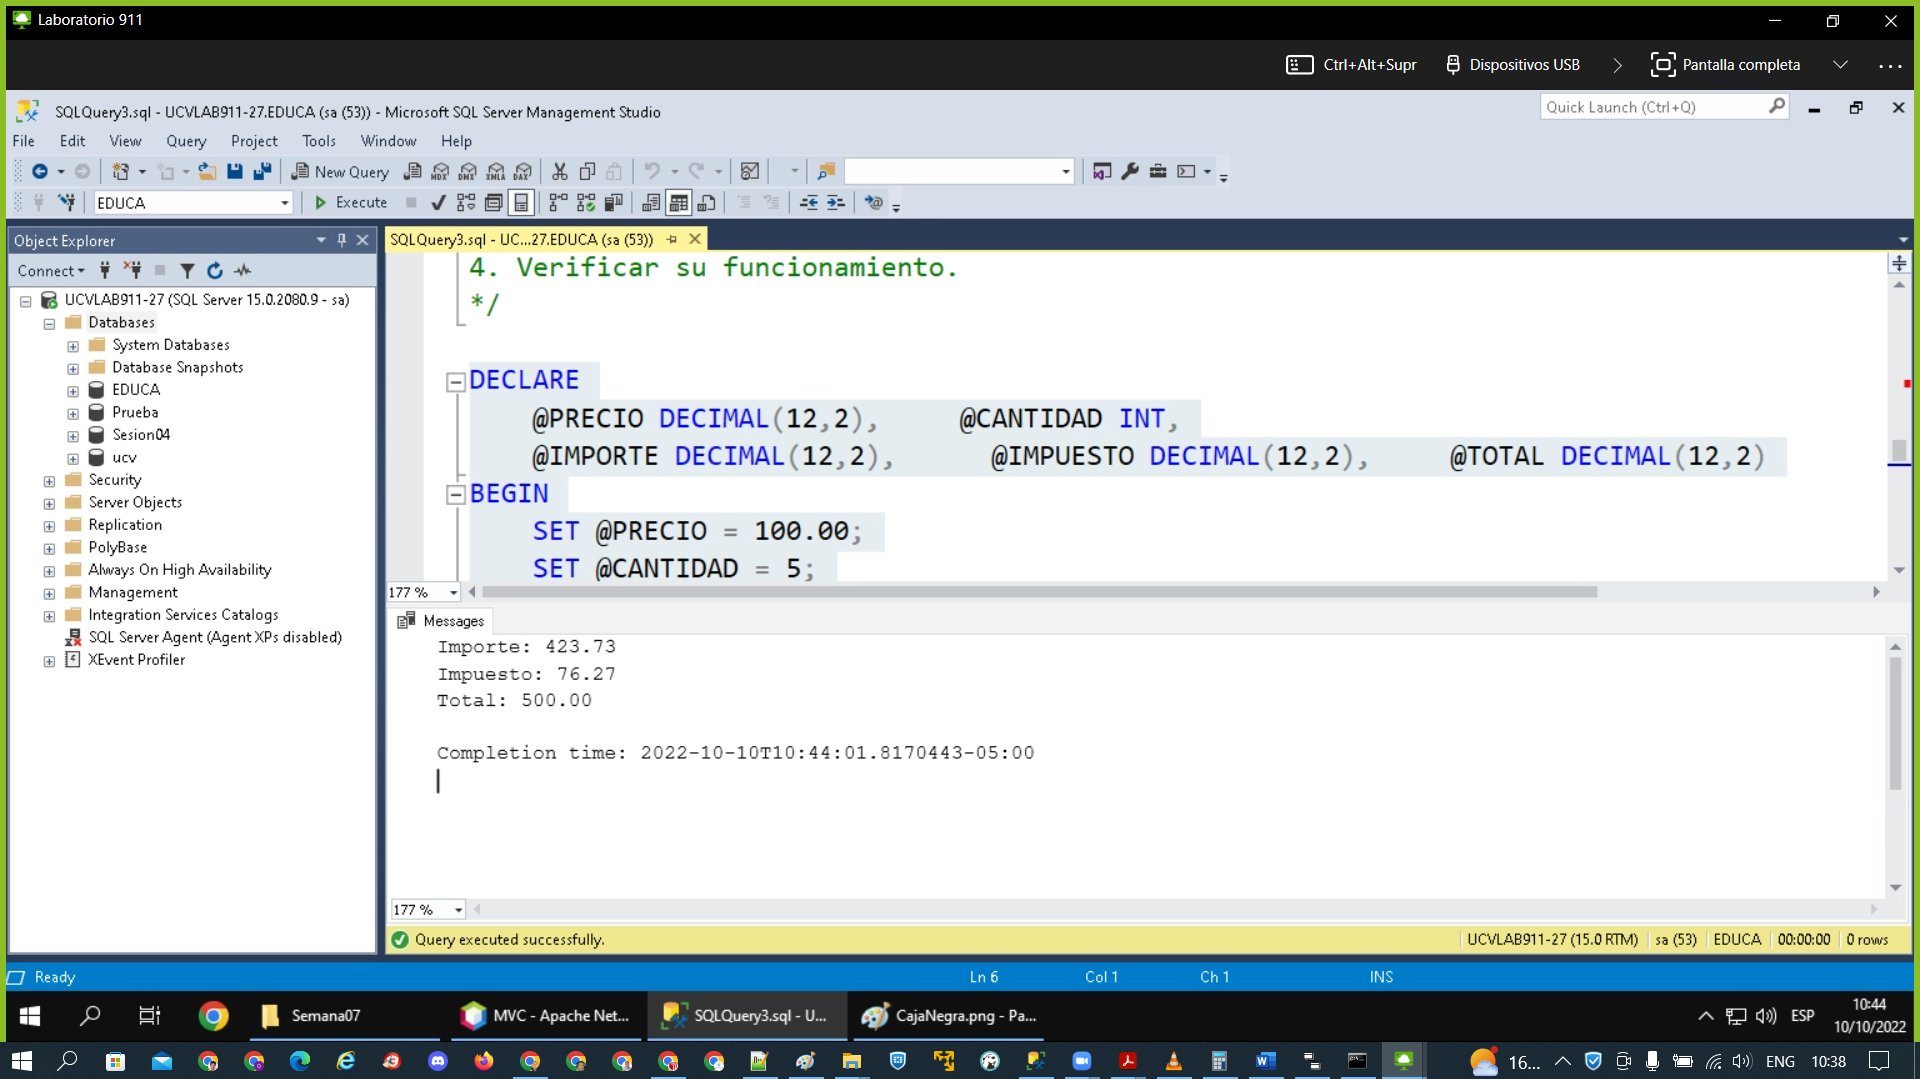 Laboratorio 911
Ctrl+Alt+Supr
Dispositivos USB
Pantalla completa
SQLQuery3.sql - UCVLAB911-27.EDUCA (sa (53)) - Microsoft SQL Server Management Studio
Quick Launch (Ctrl+Q)
File Edit View Query Project Tools Window Help
New Query
MDX DMX XMLA DAX
EDUCA
Execute
Object Explorer
SQLQuery3.sql - UC...27.EDUCA (sa (53))
Connect
UCVLAB911-27 (SQL Server 15.0.2080.9 - sa)
Databases
System Databases
Database Snapshots
EDUCA
Prueba
Sesion04
ucv
Security
Server Objects
Replication
PolyBase
Always On High Availability
Management
Integration Services Catalogs
SQL Server Agent (Agent XPs disabled)
XEvent Profiler
4. Verificar su funcionamiento.
*/
DECLARE
@PRECIO DECIMAL(12,2), @CANTIDAD INT,
@IMPORTE DECIMAL(12,2), @IMPUESTO DECIMAL(12,2), @TOTAL DECIMAL(12,2)
BEGIN
SET @PRECIO = 100.00;
SET @CANTIDAD = 5;
177 %
Messages
Importe: 423.73
Impuesto: 76.27
Total: 500.00
Completion time: 2022-10-10T10:44:01.8170443-05:00
177 %
Query executed successfully.
UCVLAB911-27 (15.0 RTM) sa (53) EDUCA 00:00:00 0 rows
Ready
Ln 6 Col 1 Ch 1 INS
Semana07
MVC - Apache Net...
SQLQuery3.sql - U...
CajaNegra.png - Pa...
ESP
10:44
10/10/2022
16...
ENG
10:38